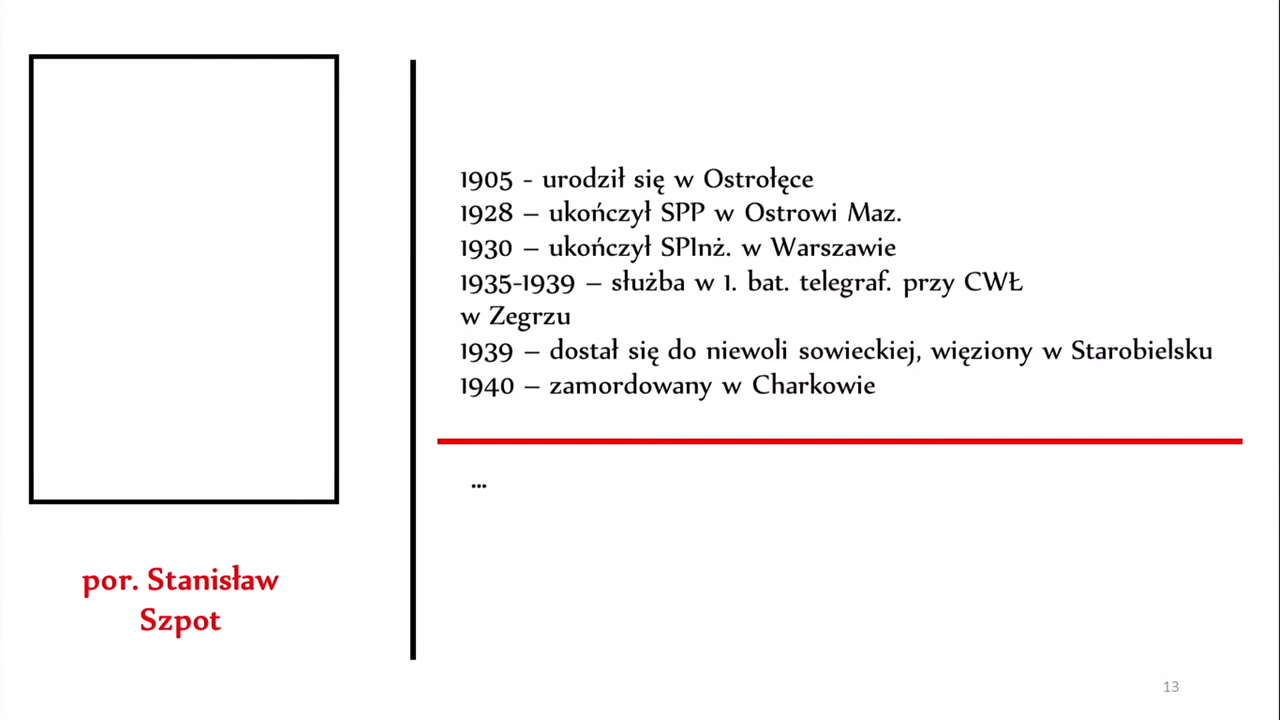 1905 - urodził się w Ostrołęce
1928 – ukończył SPP w Ostrowi Maz.
1930 – ukończył SPInż. w Warszawie
1935-1939 – służba w 1. bat. telegraf. przy CWŁ
w Zegrzu
1939 – dostał się do niewoli sowieckiej, więziony w Starobielsku
1940 – zamordowany w Charkowie
...
por. Stanisław
Szpot
13